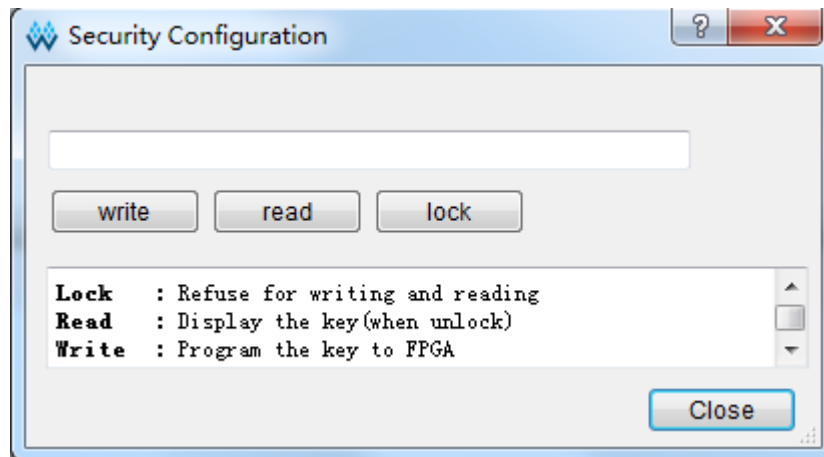 Security Configuration
write read lock
Lock : Refuse for writing and reading
Read : Display the key(when unlock)
Write : Program the key to FPGA
Close